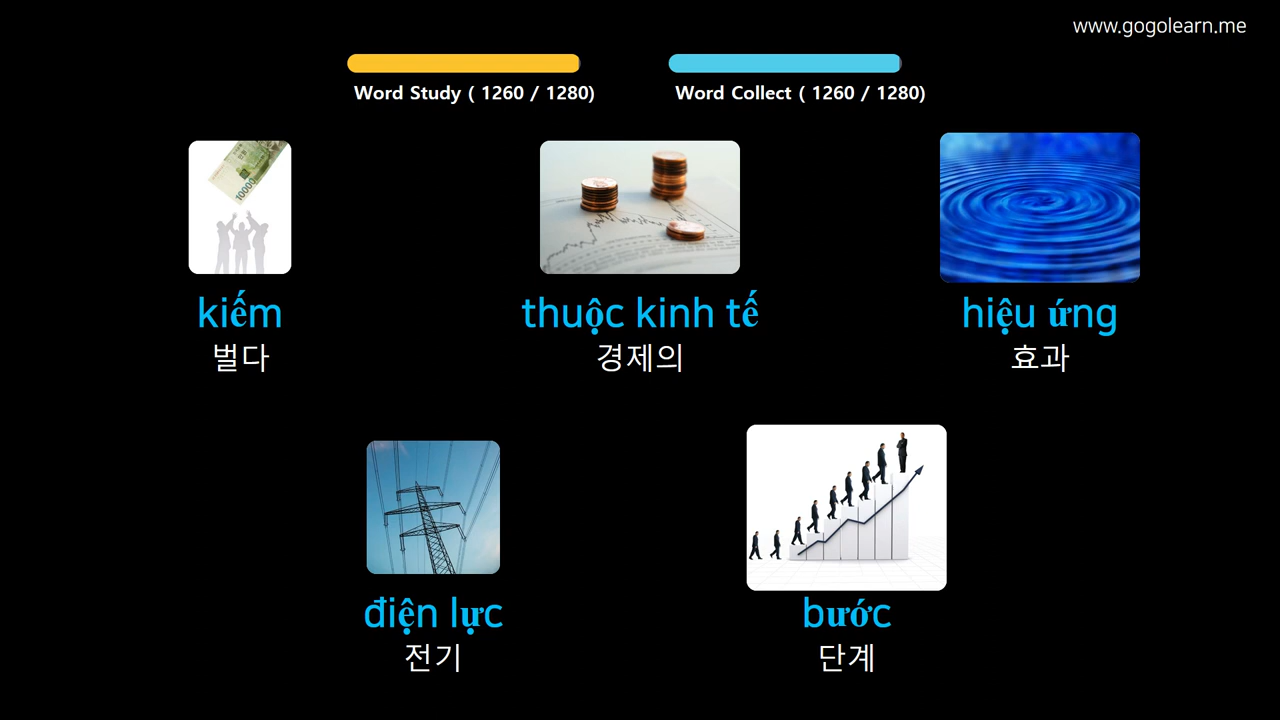 www.gogolearn.me
Word Study ( 1260 / 1280)
Word Collect ( 1260 / 1280)
10000
kiếm
벌다
thuộc kinh tế
경제의
hiệu ứng
효과
điện lực
전기
bước
단계